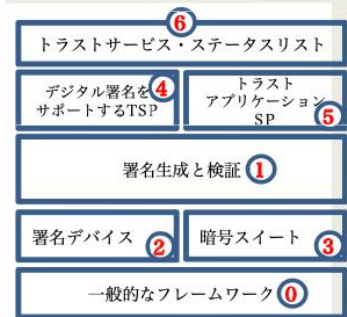 ⑥
トラストサービス・ステータスリスト
デジタル署名を④
サポートするTSP
トラスト
アプリケーション
SP ⑤
署名生成と検証 ①
署名デバイス ②
暗号スイート ③
一般的なフレームワーク ⓪